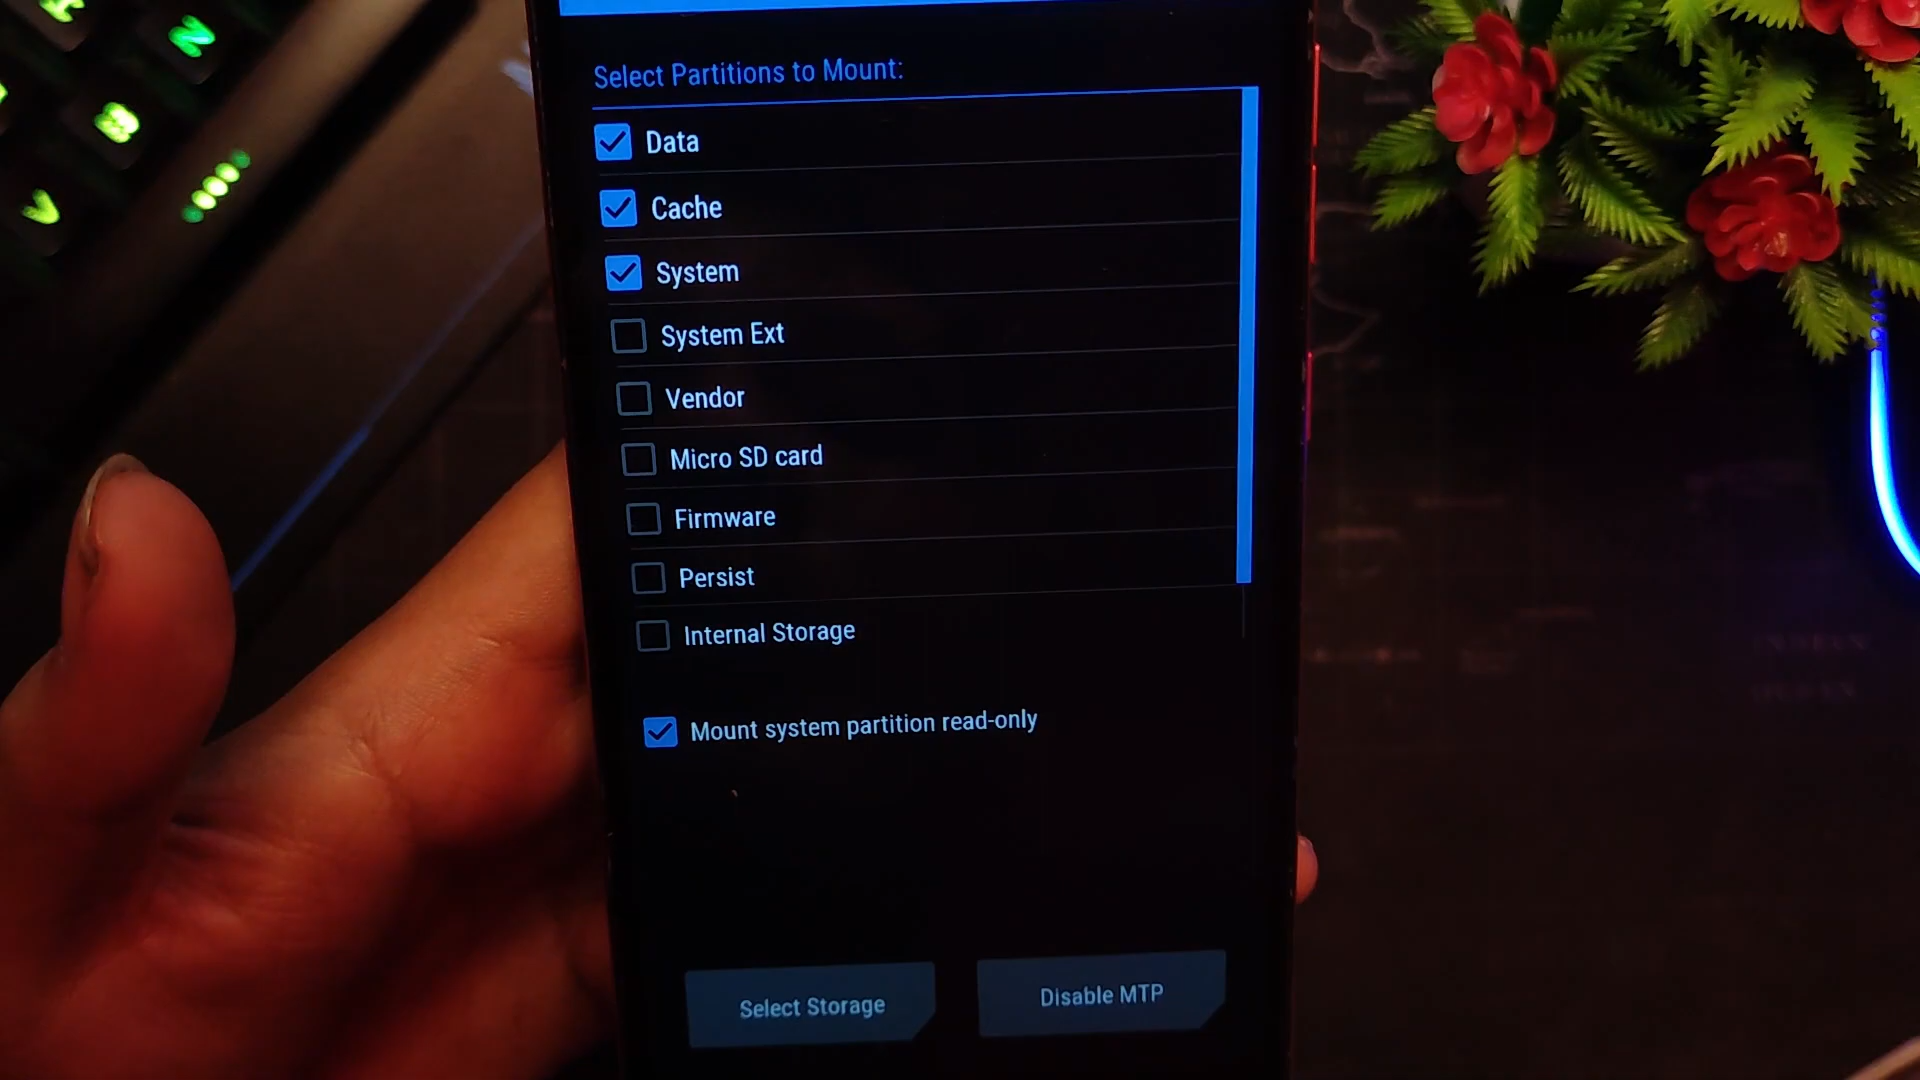 Select Partitions to Mount:
Data
Cache
System
System Ext
Vendor
Micro SD card
Firmware
Persist
Internal Storage
Mount system partition read-only
Select Storage
Disable MTP
N
V